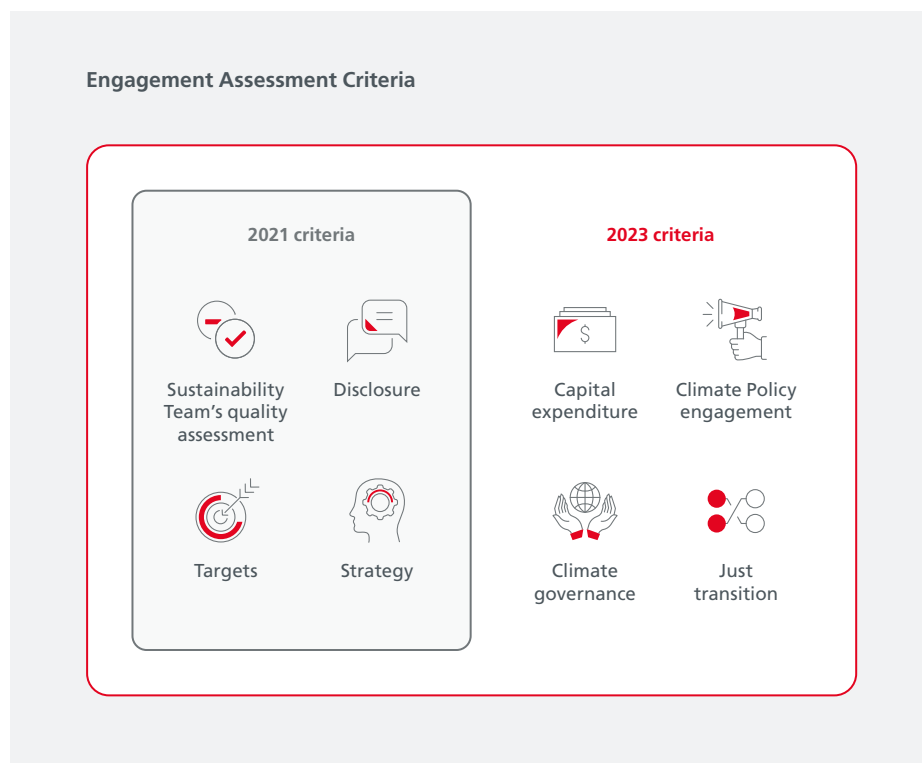 Engagement Assessment Criteria
2021 criteria
Sustainability
Team’s quality
assessment
Disclosure
Targets
Strategy
2023 criteria
$
Capital
expenditure
Climate Policy
engagement
Climate
governance
Just
transition